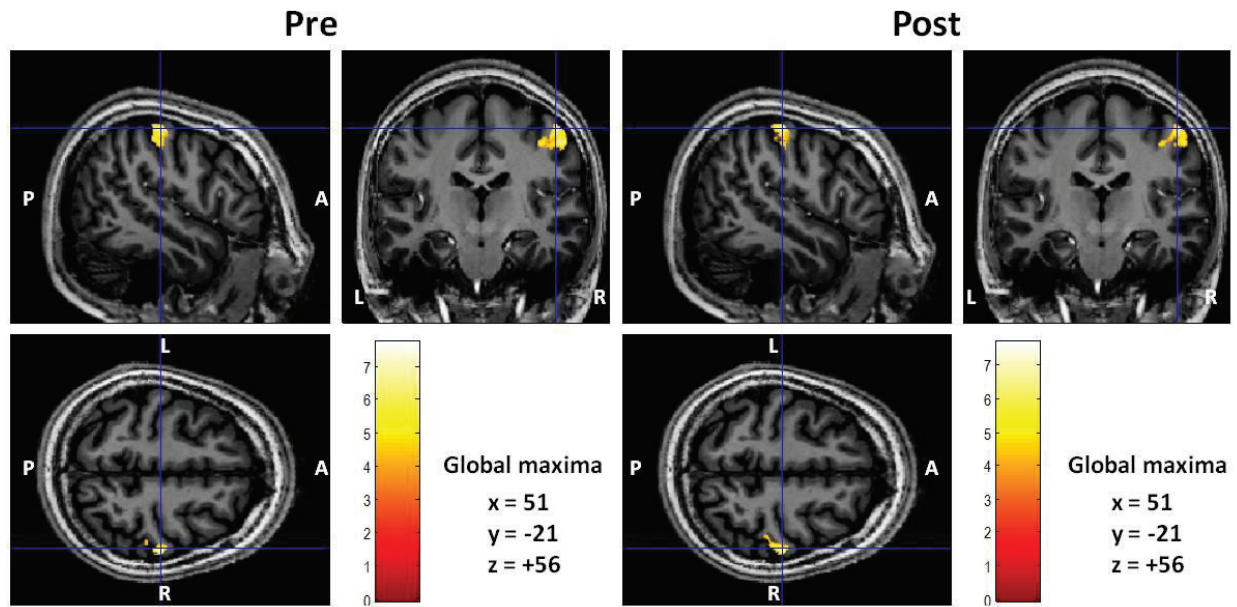 Pre
Post
P
A
L
R
P
A
L
R
L
P
A
R
7
6
5
4
3
2
1
0
Global maxima
x = 51
y = -21
z = +56
L
P
A
R
7
6
5
4
3
2
1
0
Global maxima
x = 51
y = -21
z = +56